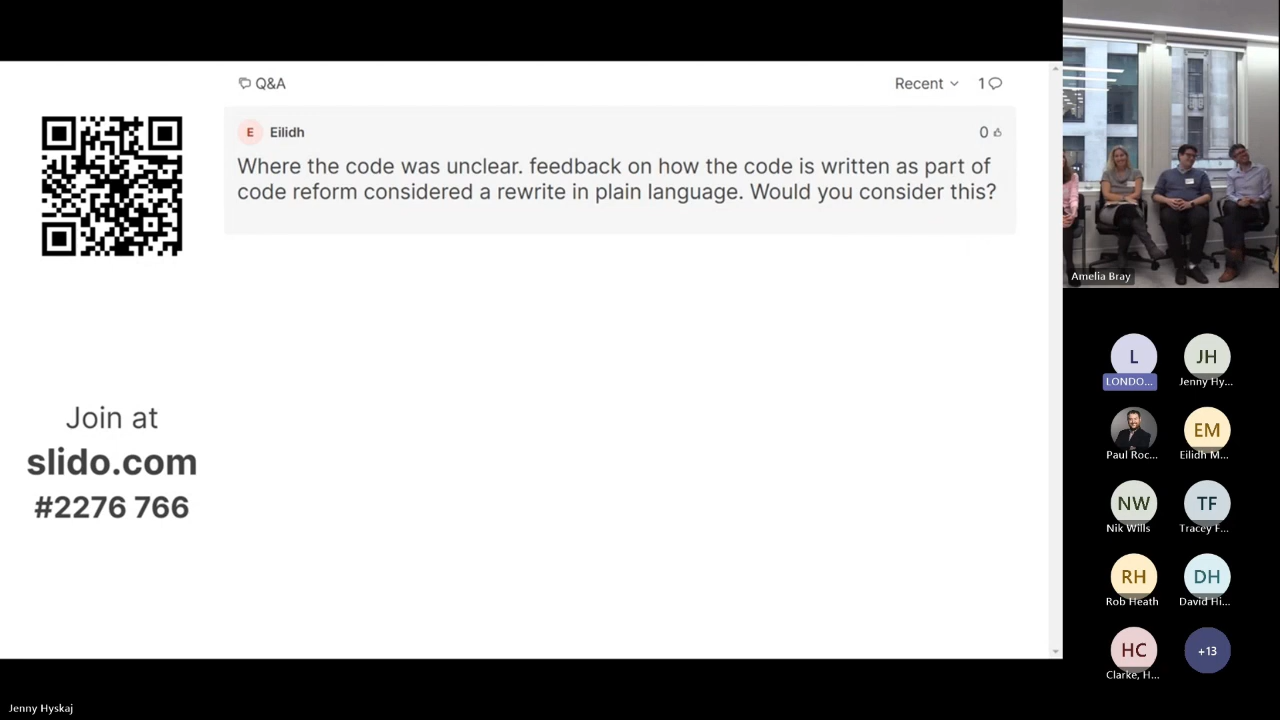 Q&A
Recent
1
E
Eilidh
0
Where the code was unclear. feedback on how the code is written as part of
code reform considered a rewrite in plain language. Would you consider this?
Join at
slido.com
#2276 766
Amelia Bray
L
LONDO...
JH
Jenny Hy...
Paul Roc...
EM
Eilidh M...
NW
Nik Wills
TF
Tracey F...
RH
Rob Heath
DH
David Hi...
HC
Clarke, H...
+13
Jenny Hyskaj